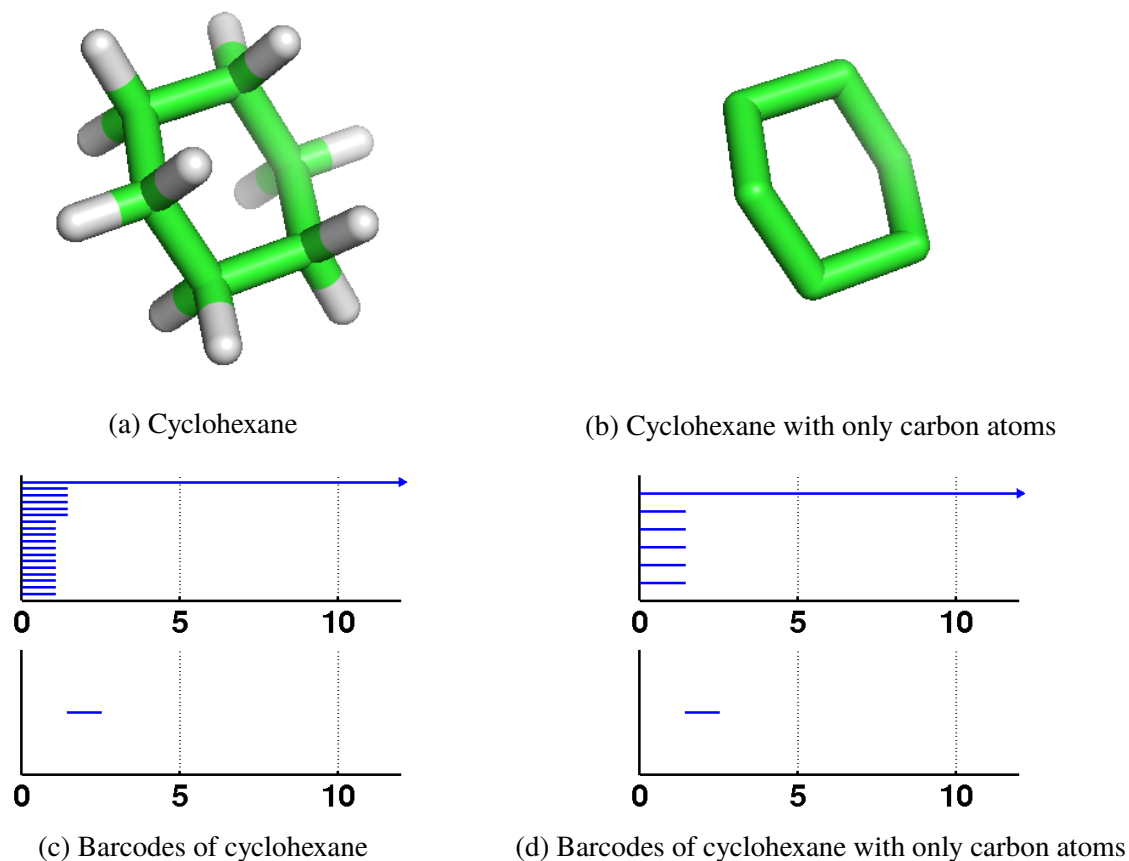 (a) Cyclohexane
(b) Cyclohexane with only carbon atoms
0 5 10
0 5 10
0 5 10
0 5 10
(c) Barcodes of cyclohexane
(d) Barcodes of cyclohexane with only carbon atoms